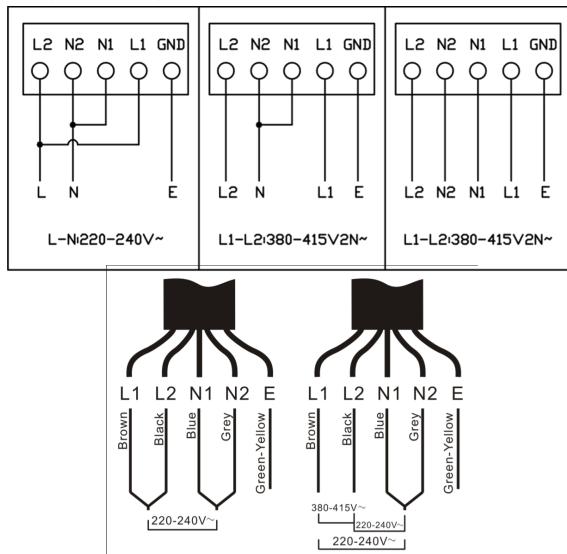 L2 N2 N1 L1 GND
L N E
L-N:220-240V~
L2 N2 N1 L1 GND
L2 N L1 E
L1-L2:380-415V2N~
L2 N2 N1 L1 GND
L2 N2 N1 L1 E
L1-L2:380-415V2N~
L1 L2 N1 N2 E
Brown
Black
Blue
Grey
Green-Yellow
220-240V~
L1 L2 N1 N2 E
Brown
Black
Blue
Grey
Green-Yellow
380-415V~
220-240V~
220-240V~